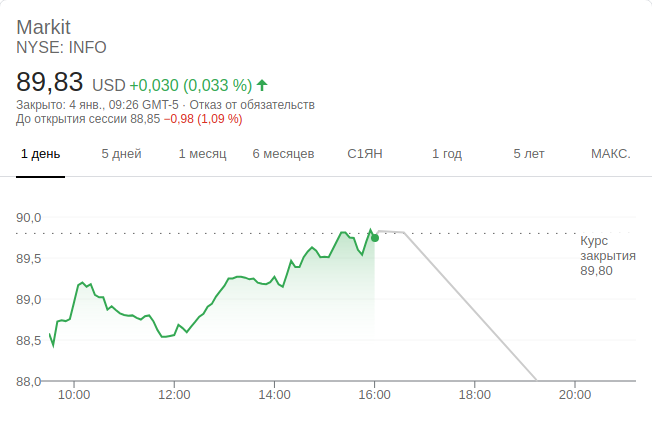 Markit
NYSE: INFO
89,83 USD +0,030 (0,033 %)
Закрыто: 4 янв., 09:26 GMT-5 · Отказ от обязательств
До открытия сессии 88,85 −0,98 (1,09 %)
1 день 5 дней 1 месяц 6 месяцев С1ЯН 1 год 5 лет МАКС.
90,0
Курс
закрытия
89,80
89,5
89,0
88,5
88,0
10:00 12:00 14:00 16:00 18:00 20:00